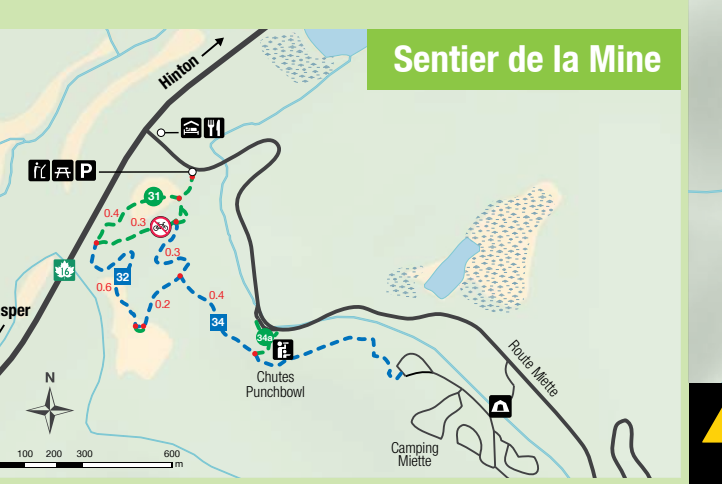 Sentier de la Mine
Hinton
P
31
0.4
0.3
0.3
32
16
0.6
0.2
0.4
34
sper
34a
Chutes
Punchbowl
Route Miette
N
Camping
Miette
100 200 300 600
m